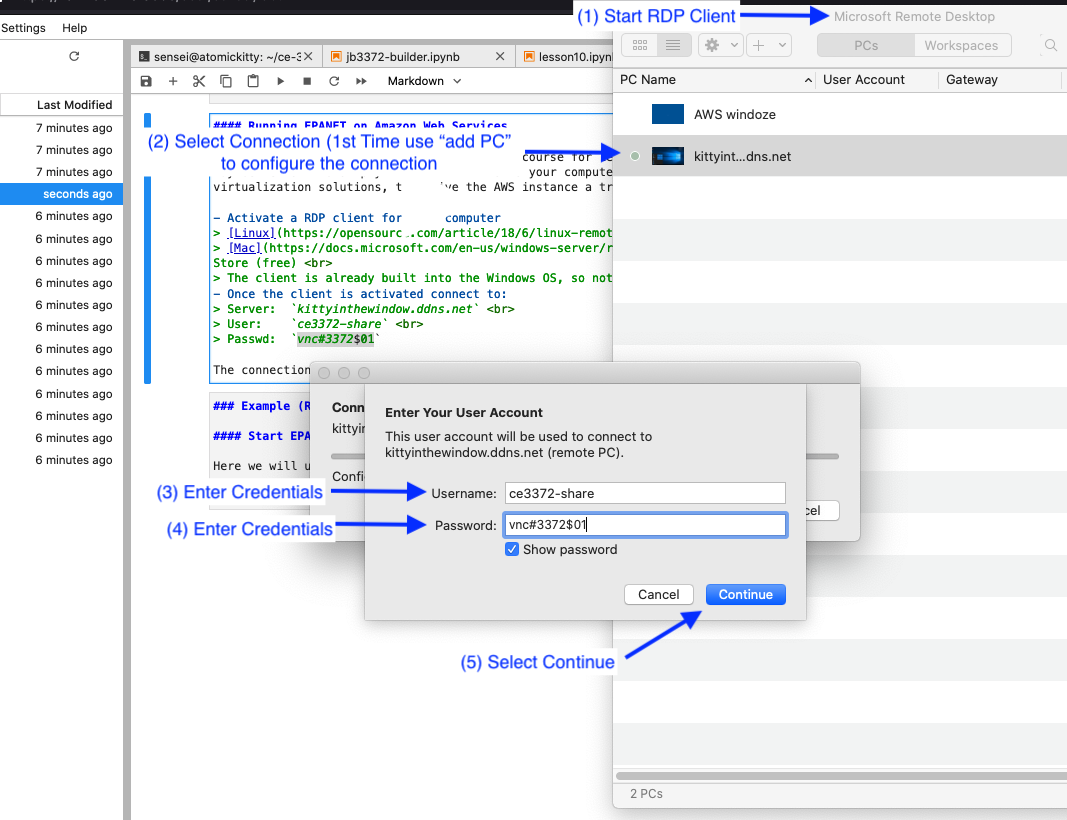 (1) Start RDP Client
Microsoft Remote Desktop
Settings
Help
PCs
Workspaces
sensei@atomickitty: ~/ce-3
jb3372-builder.ipynb
lesson10.ipyn
Markdown
PC Name
User Account
Gateway
AWS windoze
kittyint...dns.net
Last Modified
7 minutes ago
7 minutes ago
7 minutes ago
seconds ago
6 minutes ago
6 minutes ago
6 minutes ago
6 minutes ago
6 minutes ago
6 minutes ago
6 minutes ago
6 minutes ago
6 minutes ago
6 minutes ago
6 minutes ago
6 minutes ago
#### Running EPANET on Amazon Web Services
(2) Select Connection (1st Time use “add PC”
to configure the connection
course for
your compute
virtualization solutions, t
the AWS instance a tr
- Activate a RDP client for computer
> [Linux](https://opensourc .com/article/18/6/linux-remot
> [Mac](https://docs.microsoft.com/en-us/windows-server/r
Store (free) <br>
> The client is already built into the Windows OS, so not
- Once the client is activated connect to:
> Server: `kittyinthewindow.ddns.net` <br>
> User: `ce3372-share` <br>
> Passwd: `vnc#3372$01`
The connection
### Example (R
#### Start EPA
Here we will u
Conn
kittyin
Confi
cel
Enter Your User Account
This user account will be used to connect to
kittyinthewindow.ddns.net (remote PC).
(3) Enter Credentials
Username: ce3372-share
(4) Enter Credentials
Password: vnc#3372$01
Show password
Cancel
Continue
(5) Select Continue
2 PCs